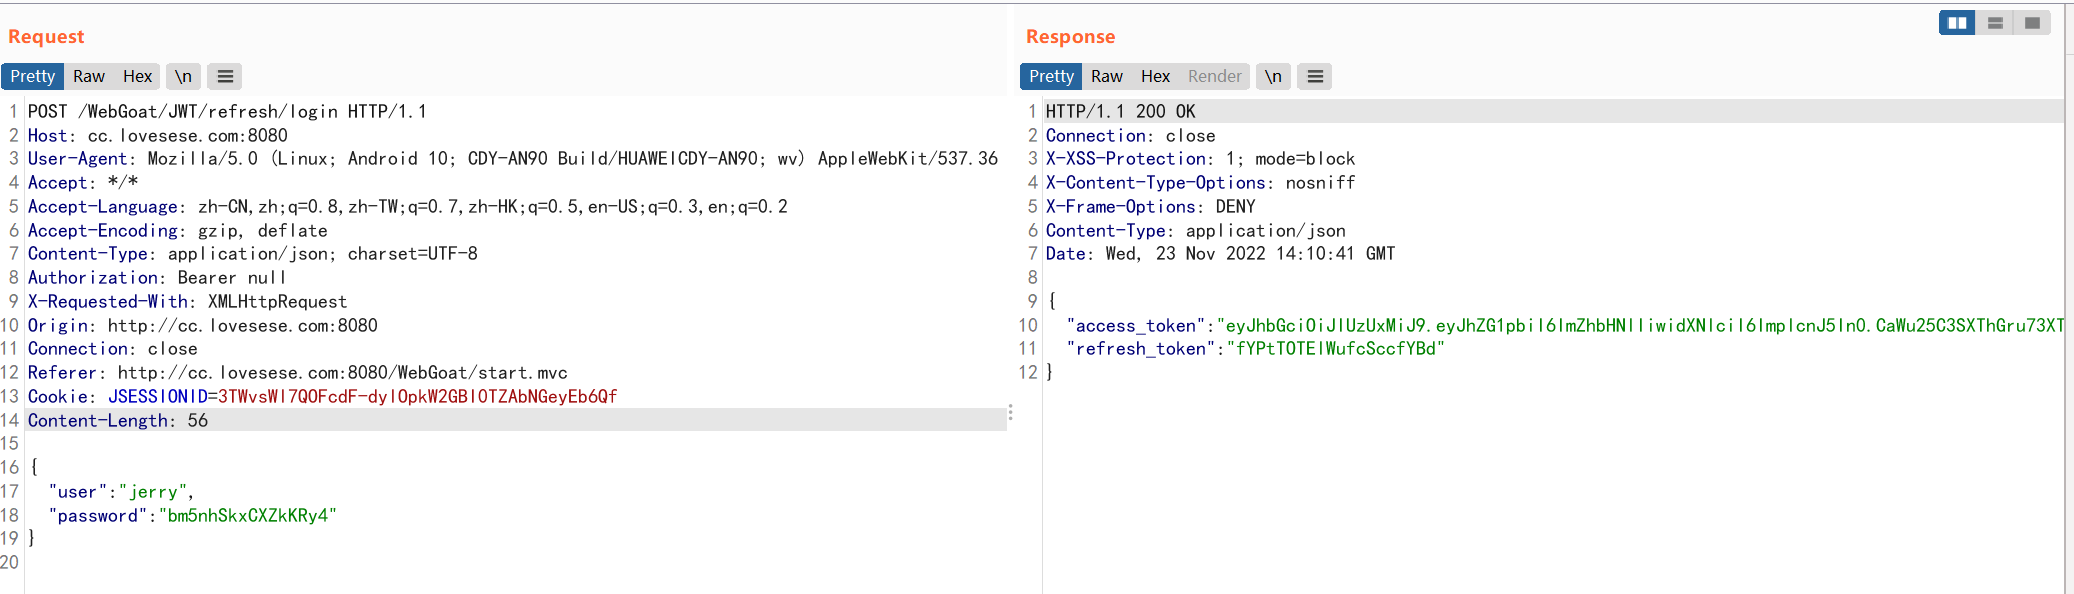 Request
Pretty Raw Hex \n
1 POST /WebGoat/JWT/refresh/login HTTP/1.1
2 Host: cc.lovesese.com:8080
3 User-Agent: Mozilla/5.0 (Linux; Android 10; CDY-AN90 Build/HUAWEICDY-AN90; wv) AppleWebKit/537.36
4 Accept: */*
5 Accept-Language: zh-CN,zh;q=0.8,zh-TW;q=0.7,zh-HK;q=0.5,en-US;q=0.3,en;q=0.2
6 Accept-Encoding: gzip, deflate
7 Content-Type: application/json; charset=UTF-8
8 Authorization: Bearer null
9 X-Requested-With: XMLHttpRequest
10 Origin: http://cc.lovesese.com:8080
11 Connection: close
12 Referer: http://cc.lovesese.com:8080/WebGoat/start.mvc
13 Cookie: JSESSIONID=3TWvsWl7QOFcdF-dylOpkW2GBl0TZAbNGeyEb6Qf
14 Content-Length: 56
15
16 {
17 "user":"jerry",
18 "password":"bm5nhSkxCXZkKRy4"
19 }
20
Response
Pretty Raw Hex Render \n
1 HTTP/1.1 200 OK
2 Connection: close
3 X-XSS-Protection: 1; mode=block
4 X-Content-Type-Options: nosniff
5 X-Frame-Options: DENY
6 Content-Type: application/json
7 Date: Wed, 23 Nov 2022 14:10:41 GMT
8
9 {
10 "access_token":"eyJhbGciOiJIUzUxMiJ9.eyJhZG1pbiI6ImZhbHNlIiwidXNlciI6IkplcnJ5In0.CaWu25C3SXThGru73XT
11 "refresh_token":"fYPtTOTElWufcSccfYBd"
12 }